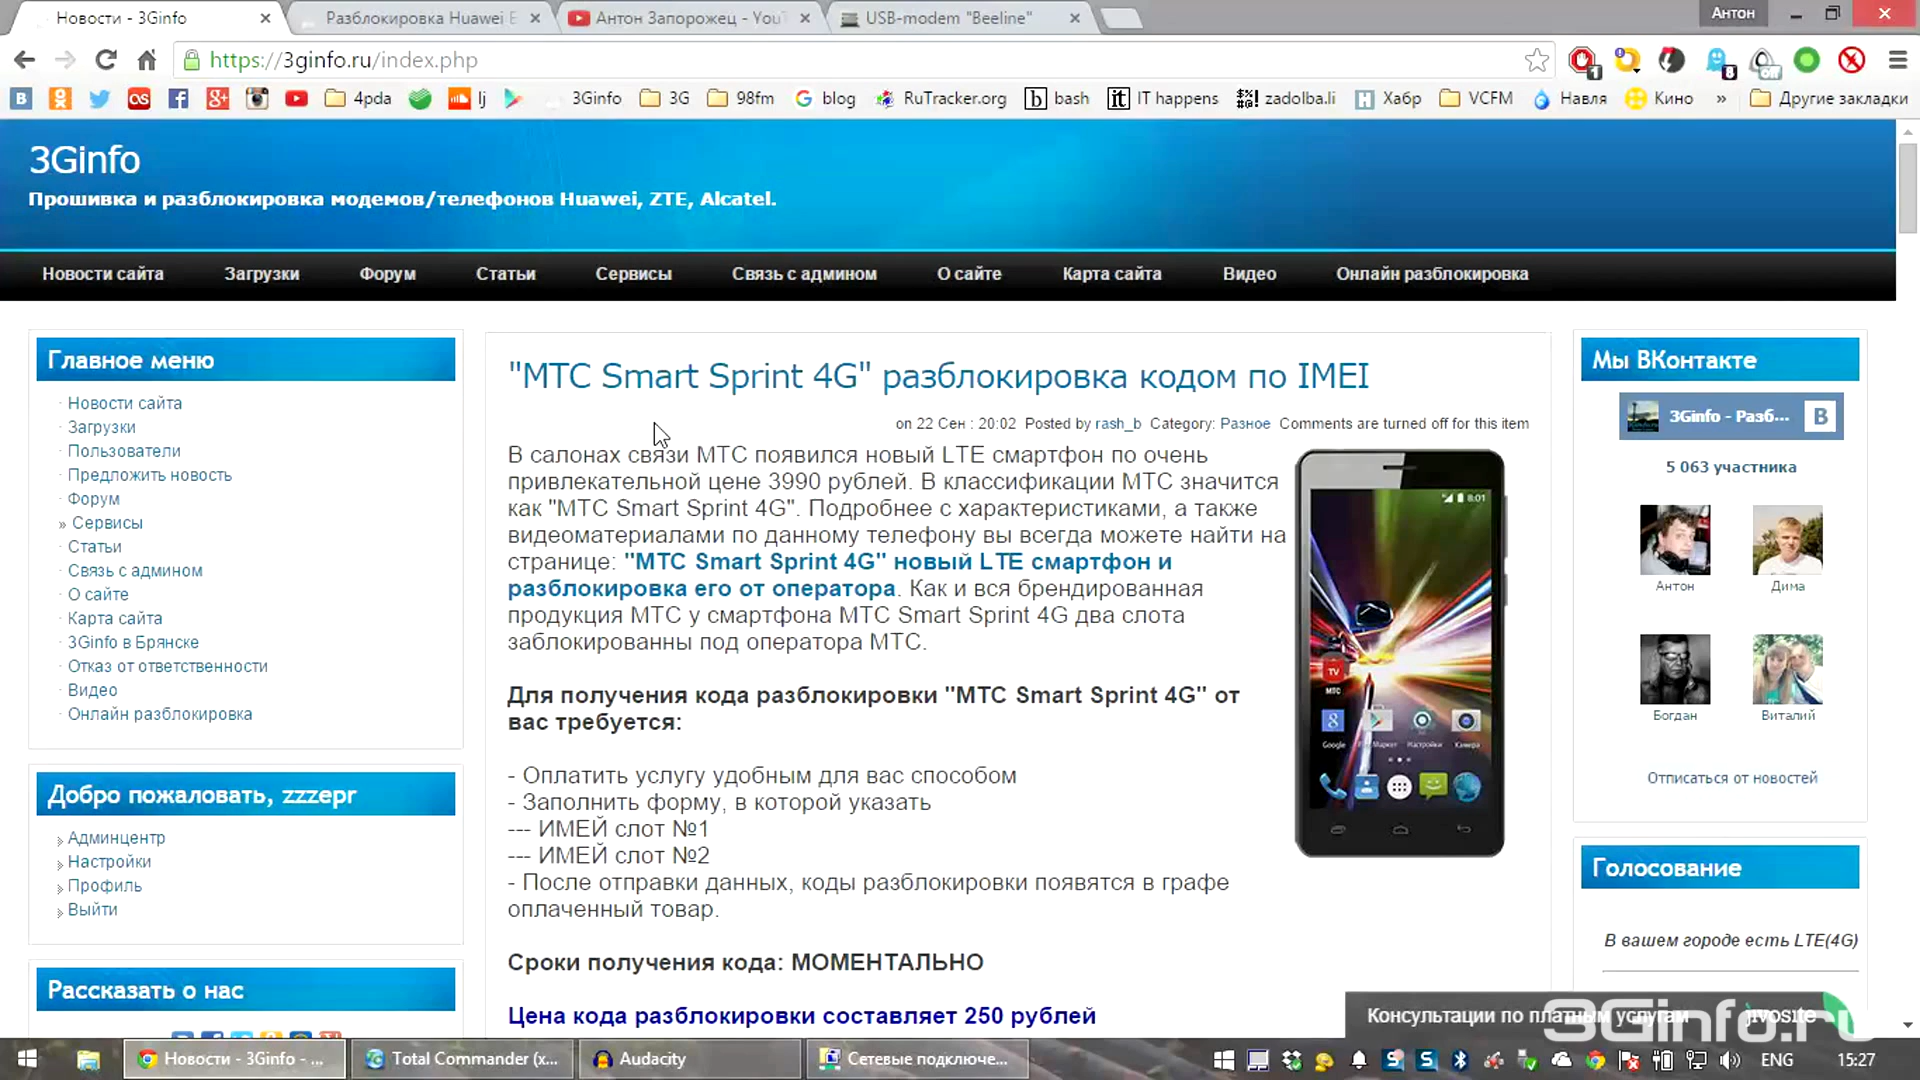 Новости - 3Ginfo
Разблокировка Huawei E
Антон Запорожец - YouT
USB-modem "Beeline"
Антон
https://3ginfo.ru/index.php
4pda
lj
3Ginfo
3G
98fm
blog
RuTracker.org
bash
IT happens
zadolba.li
Хабр
VCFM
Навля
Кино
»
Другие закладки
3Ginfo
Прошивка и разблокировка модемов/телефонов Huawei, ZTE, Alcatel.
Новости сайта
Загрузки
Форум
Статьи
Сервисы
Связь с админом
О сайте
Карта сайта
Видео
Онлайн разблокировка
Главное меню
Новости сайта
Загрузки
Пользователи
Предложить новость
Форум
» Сервисы
Статьи
Связь с админом
О сайте
Карта сайта
3Ginfo в Брянске
Отказ от ответственности
Видео
Онлайн разблокировка
Добро пожаловать, zzzepr
Админцентр
Настройки
Профиль
Выйти
Рассказать о нас
"МТС Smart Sprint 4G" разблокировка кодом по IMEI
on 22 Сен : 20:02 Posted by rash_b Category: Разное Comments are turned off for this item
В салонах связи МТС появился новый LTE смартфон по очень
привлекательной цене 3990 рублей. В классификации МТС значится
как "МТС Smart Sprint 4G". Подробнее с характеристиками, а также
видеоматериалами по данному телефону вы всегда можете найти на
странице: "МТС Smart Sprint 4G" новый LTE смартфон и
разблокировка его от оператора. Как и вся брендированная
продукция МТС у смартфона МТС Smart Sprint 4G два слота
заблокированны под оператора МТС.
Для получения кода разблокировки "МТС Smart Sprint 4G" от
вас требуется:
- Оплатить услугу удобным для вас способом
- Заполнить форму, в которой указать
--- ИМЕЙ слот №1
--- ИМЕЙ слот №2
- После отправки данных, коды разблокировки появятся в графе
оплаченный товар.
Сроки получения кода: МОМЕНТАЛЬНО
Цена кода разблокировки составляет 250 рублей
8:01
TV
МТС
Google
Настройки
Камера
Мы ВКонтакте
3Ginfo - Разб...
5 063 участника
Антон
Дима
Богдан
Виталий
Отписаться от новостей
Голосование
В вашем городе есть LTE(4G)
Консультации по платным услугам
jivosite
3Ginfo.ru
Новости - 3Ginfo - ...
Total Commander (x...
Audacity
Сетевые подключе...
ENG
15:27